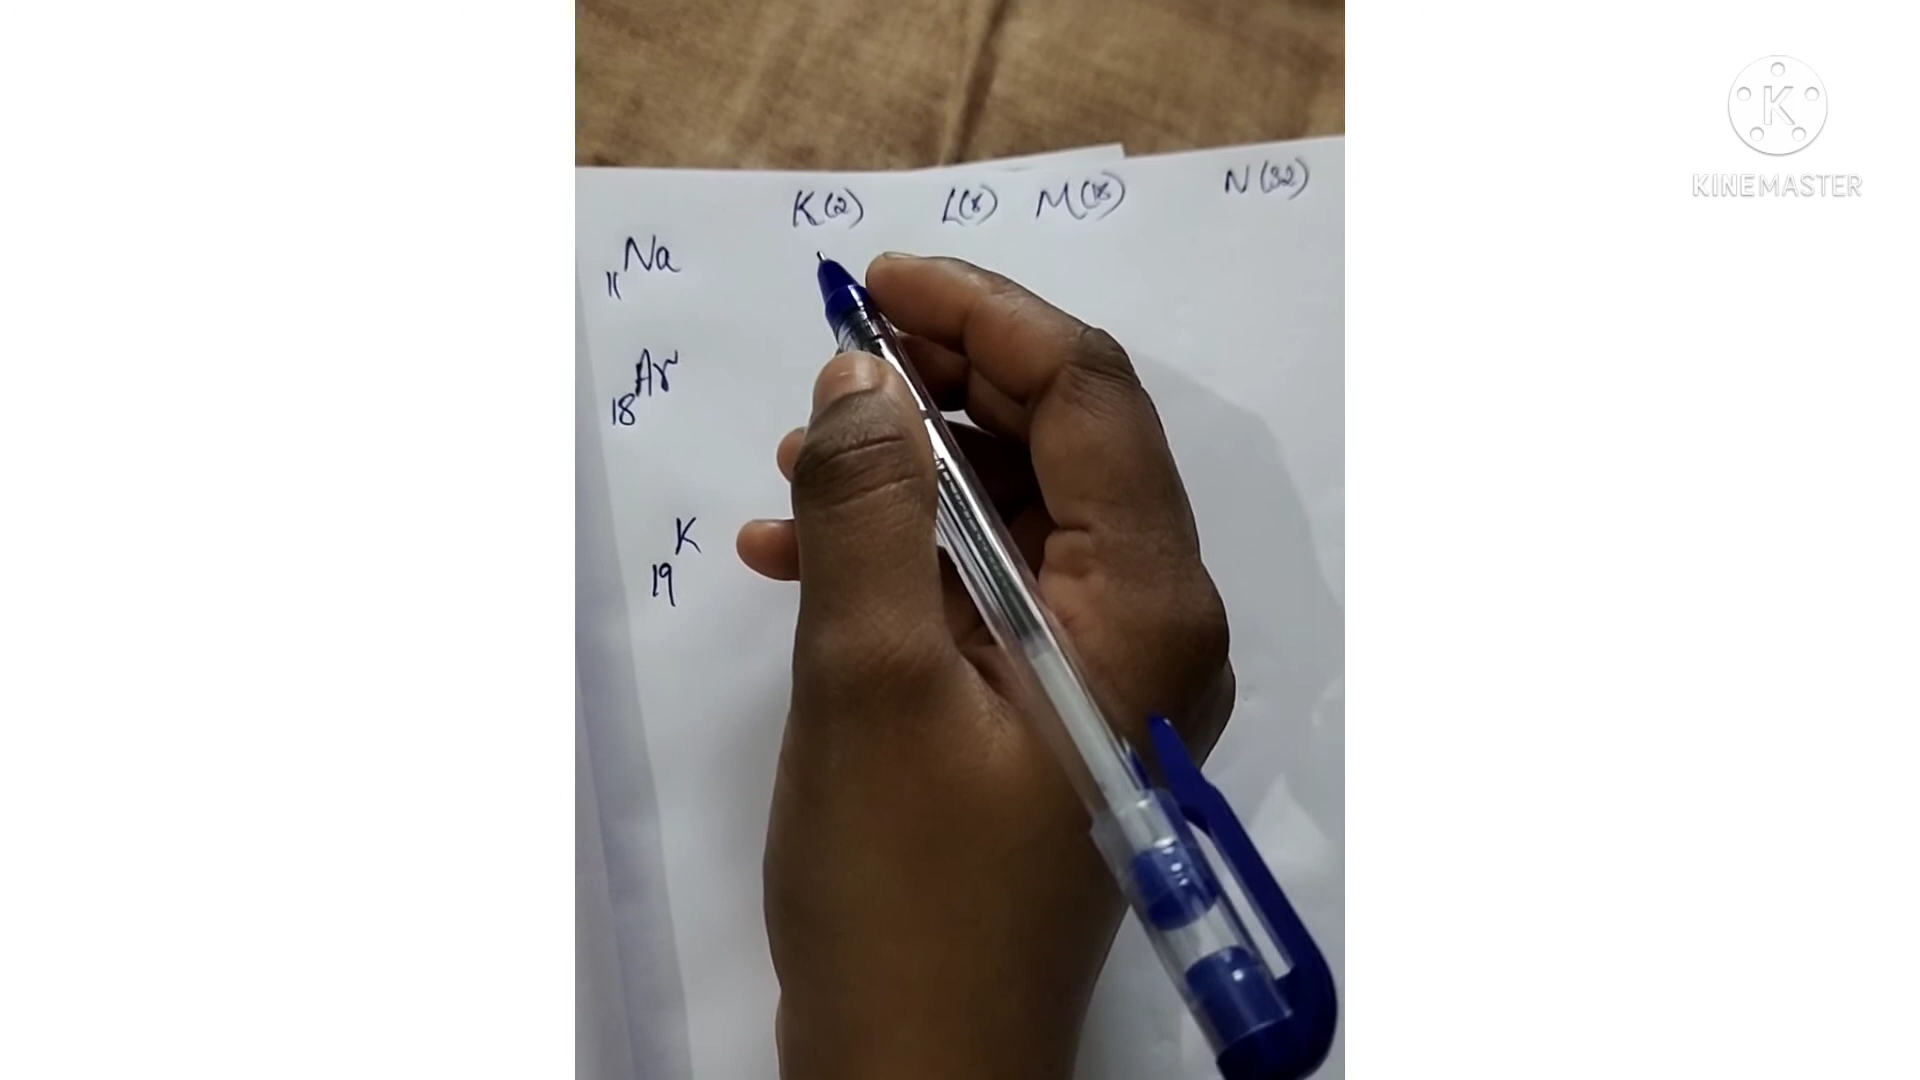 K(2) L(8) M(18) N(32)
11Na
18Ar
19K
K
KINEMASTER